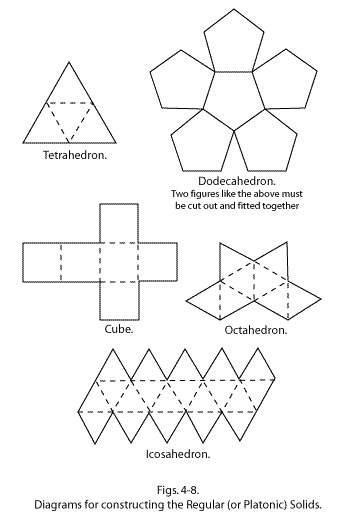 Tetrahedron.
Dodecahedron.
Two figures like the above must
be cut out and fitted together
Cube.
Octahedron.
Icosahedron.
Figs. 4-8.
Diagrams for constructing the Regular (or Platonic) Solids.